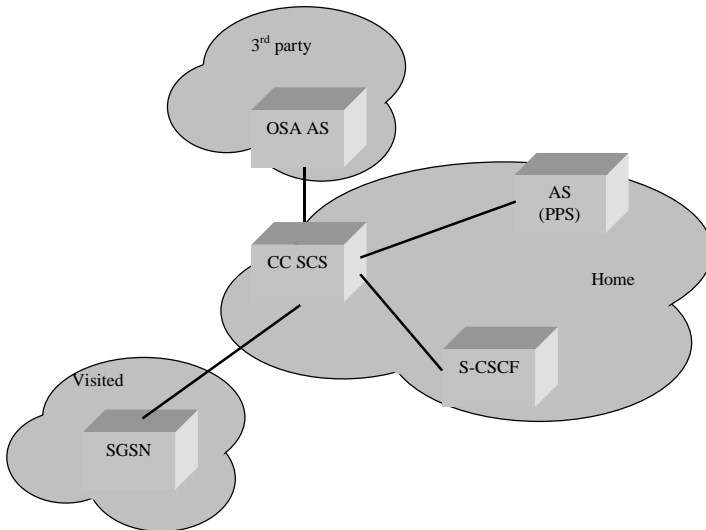 3rd party
OSA AS
AS
(PPS)
CC SCS
Home
S-CSCF
Visited
SGSN